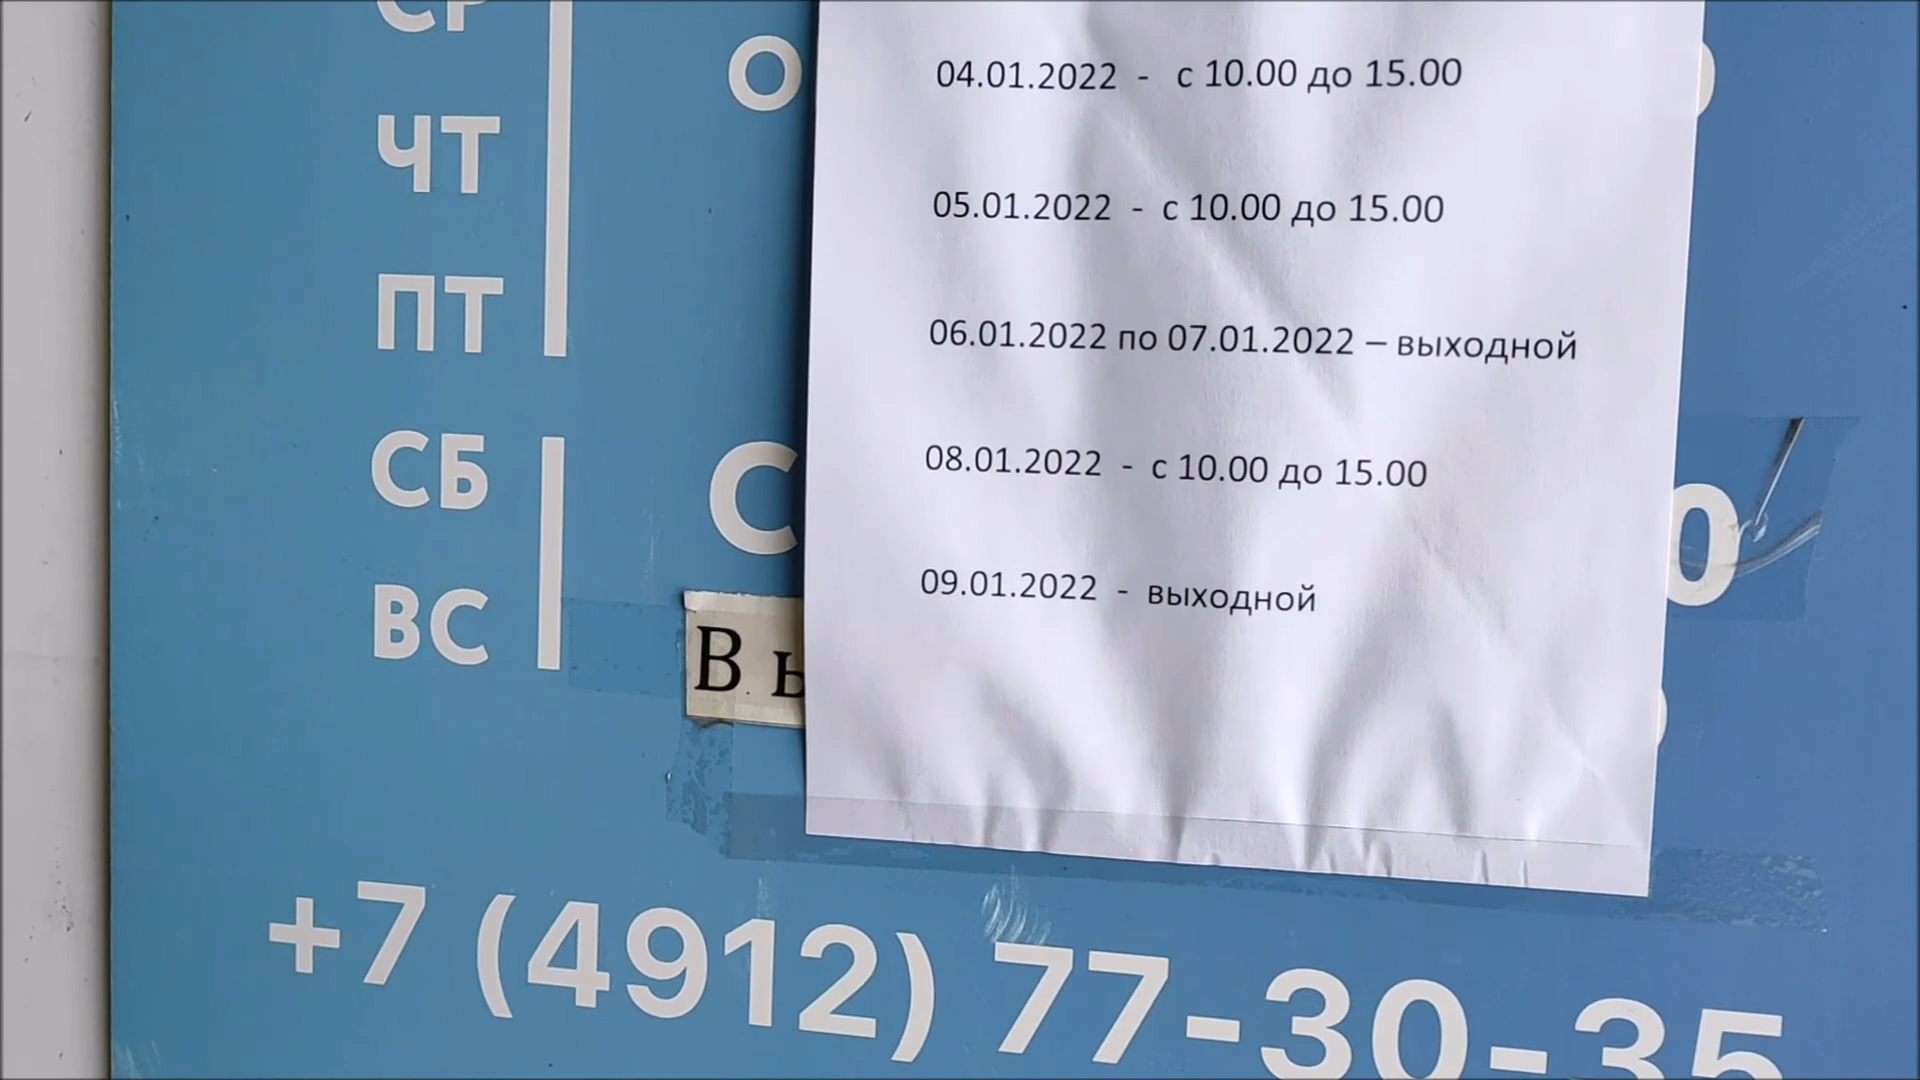 СР
ЧТ
ПТ
СБ
ВС
04.01.2022 - с 10.00 до 15.00
05.01.2022 - с 10.00 до 15.00
06.01.2022 по 07.01.2022 – выходной
08.01.2022 - с 10.00 до 15.00
09.01.2022 - выходной
+7 (4912) 77-30-35